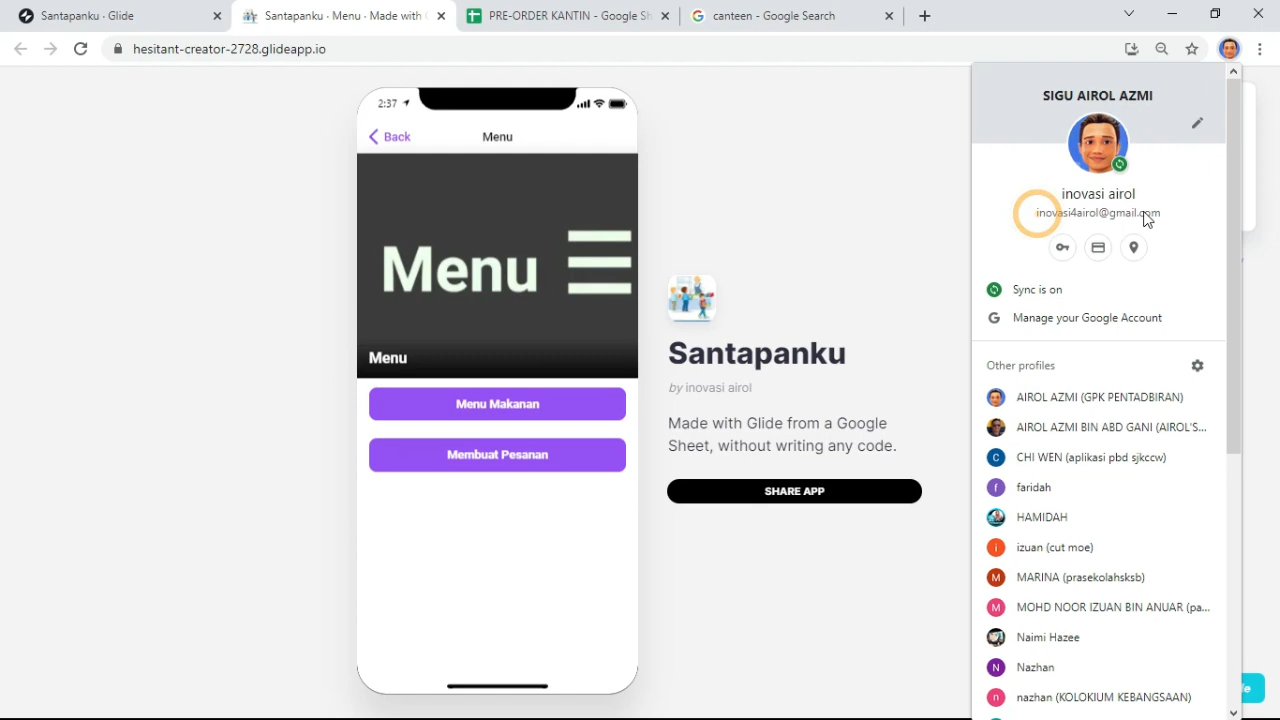 Santapanku · Glide
Santapanku · Menu · Made with
PRE-ORDER KANTIN - Google Sh
canteen - Google Search
hesitant-creator-2728.glideapp.io
2:37
Back
Menu
Menu
Menu
Menu Makanan
Membuat Pesanan
Santapanku
by inovasi airol
Made with Glide from a Google
Sheet, without writing any code.
SHARE APP
SIGU AIROL AZMI
inovasi airol
inovasi4airol@gmail.com
Sync is on
Manage your Google Account
Other profiles
AIROL AZMI (GPK PENTADBIRAN)
AIROL AZMI BIN ABD GANI (AIROL'S...
C
CHI WEN (aplikasi pbd sjkccw)
f
faridah
HAMIDAH
i
izuan (cut moe)
M
MARINA (prasekolahsksb)
M
MOHD NOOR IZUAN BIN ANUAR (pa...
Naimi Hazee
N
Nazhan
n
nazhan (KOLOKIUM KEBANGSAAN)